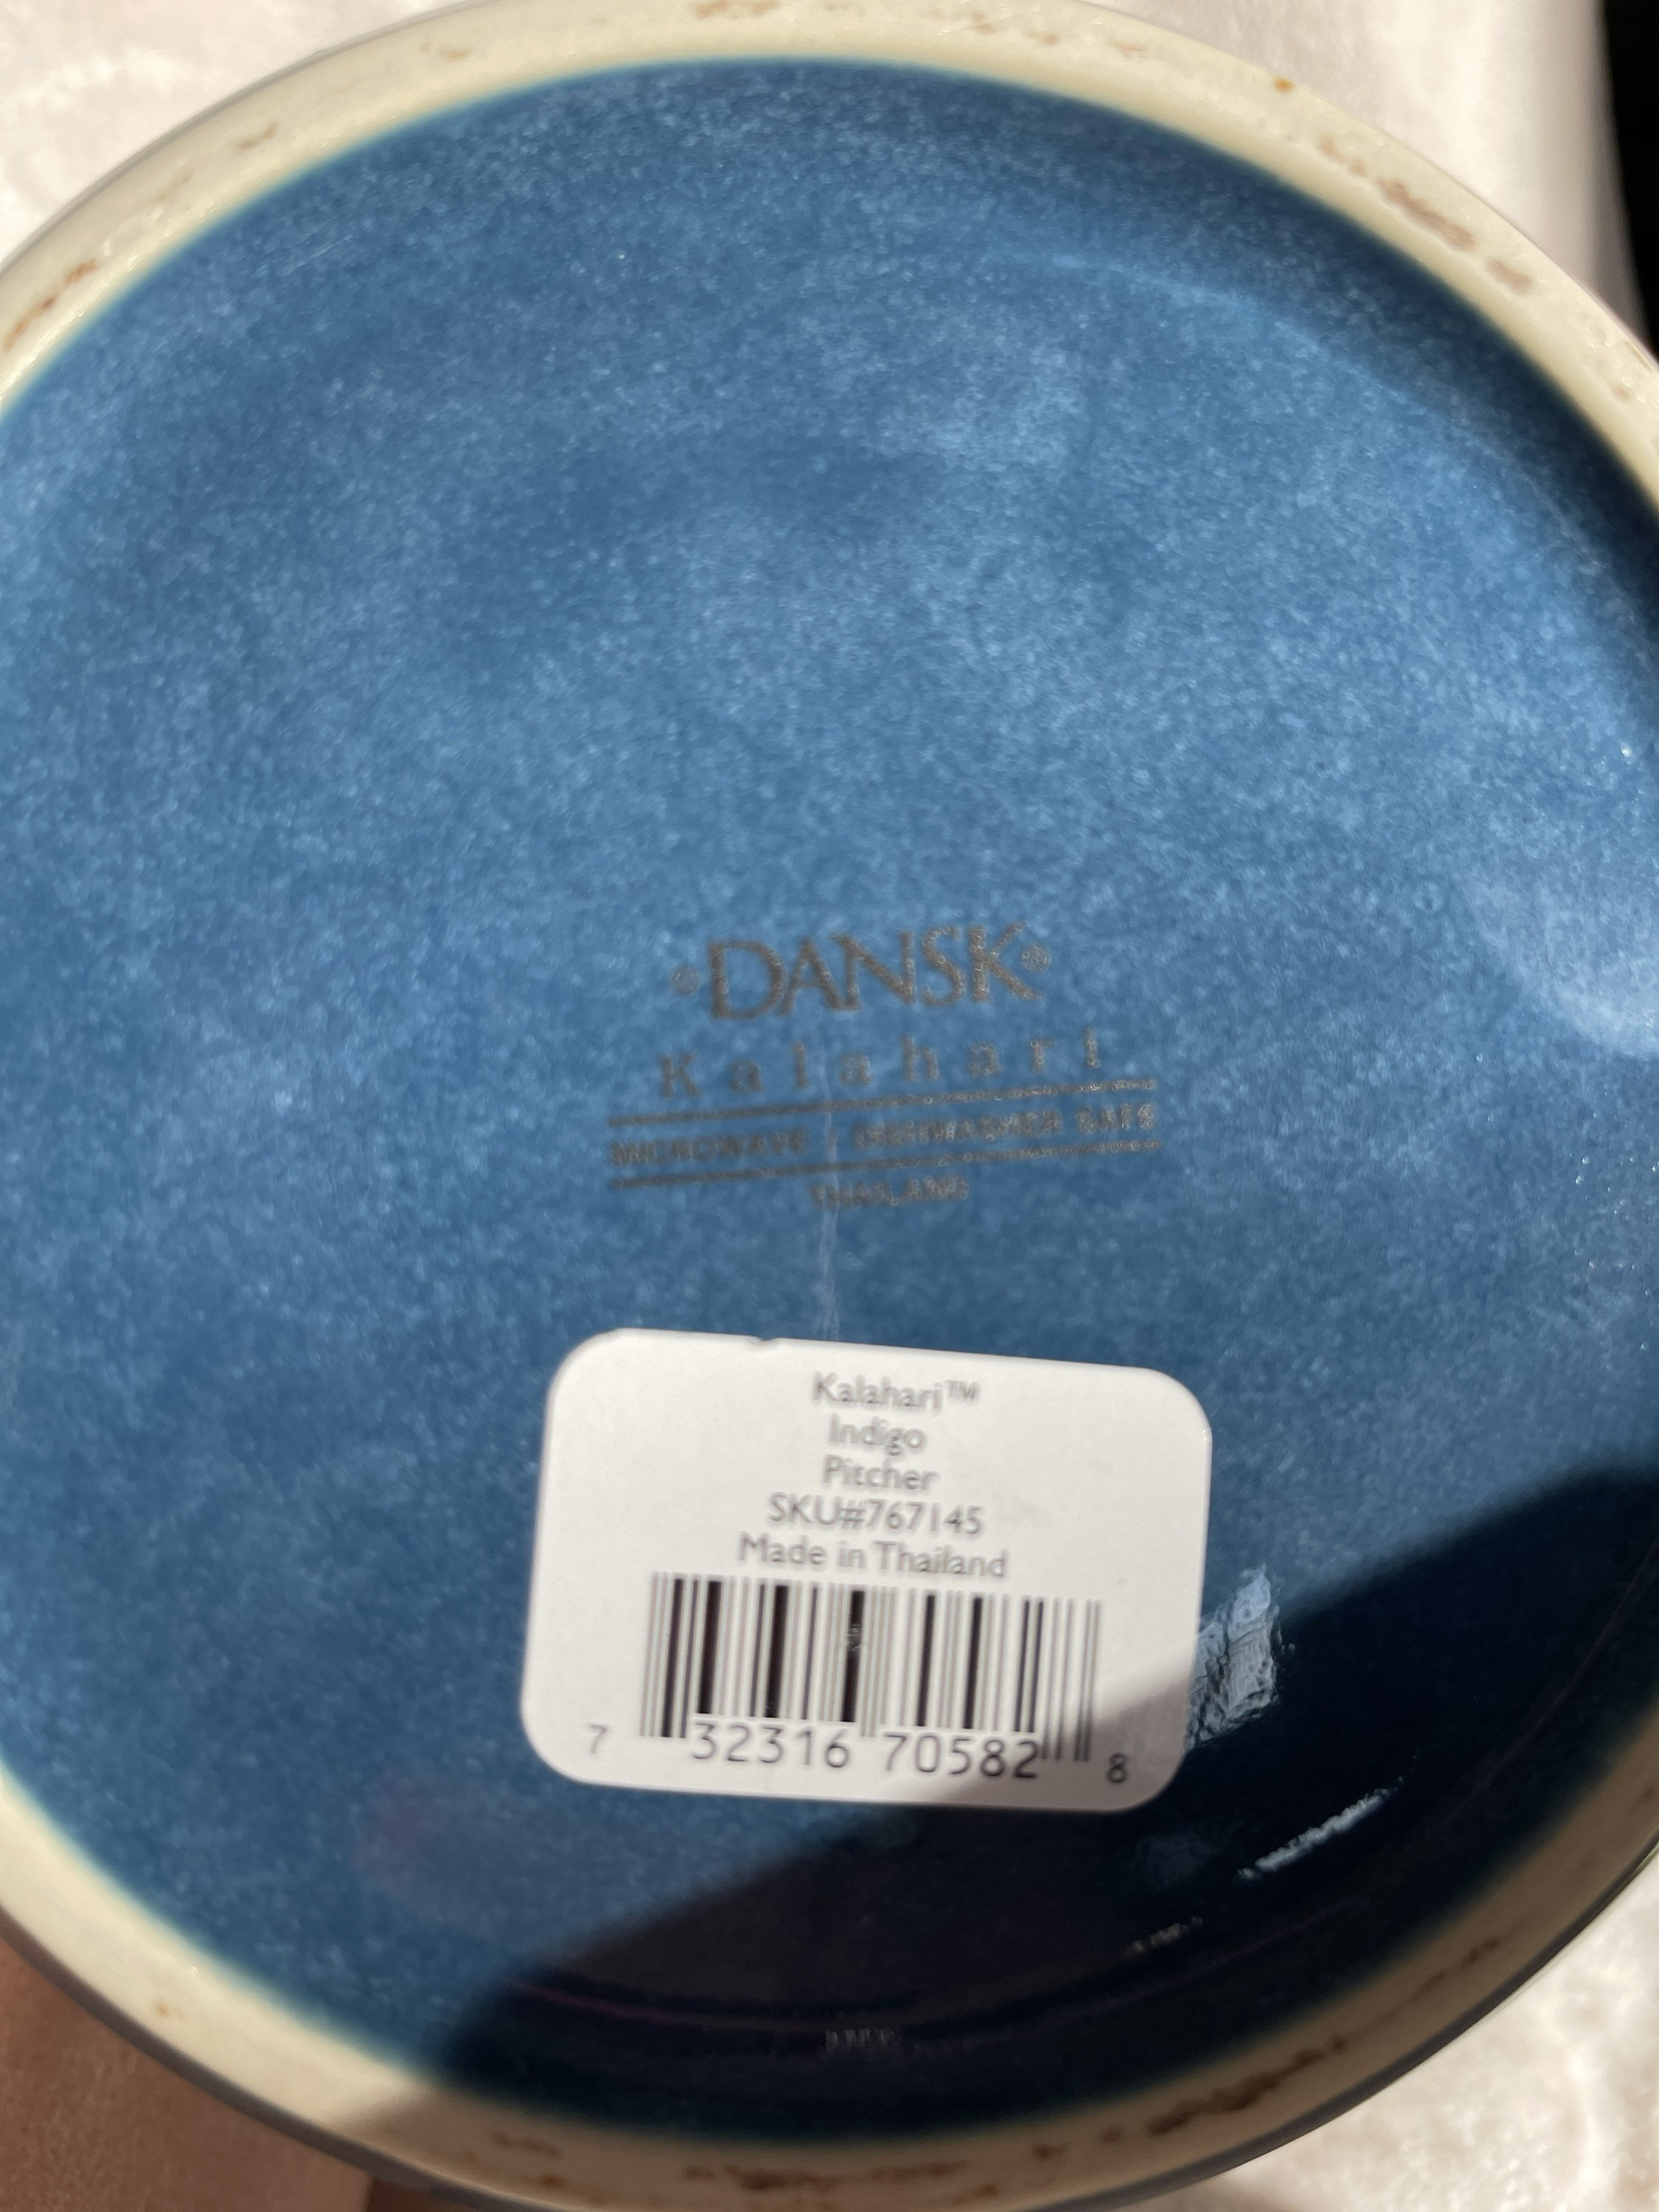 ®DANSK®
Kalahari
MICROWAVE / DISHWASHER SAFE
THAILAND
Kalahari™
Indigo
Pitcher
SKU#767145
Made in Thailand
7 32316 70582 8